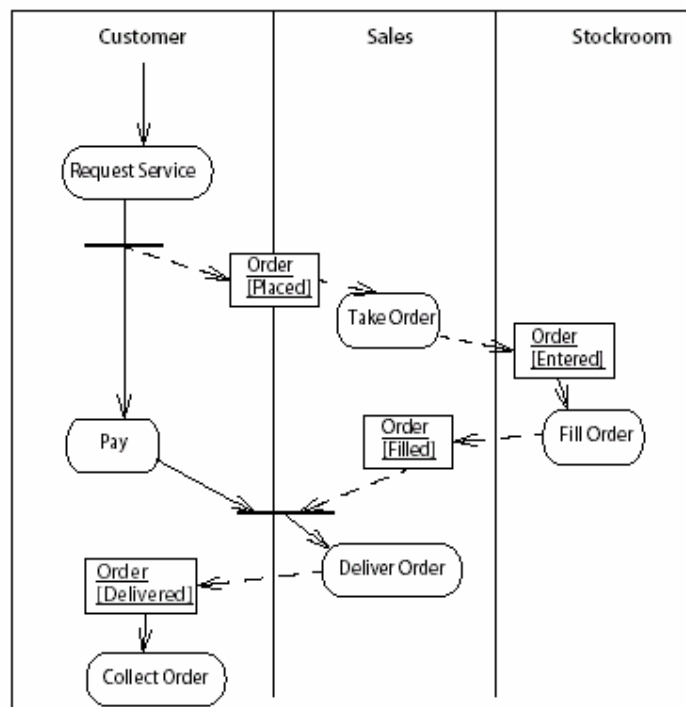 Customer
Sales
Stockroom
Request Service
Order
[Placed]
Take Order
Order
[Entered]
Pay
Order
[Filled]
Fill Order
Deliver Order
Order
[Delivered]
Collect Order